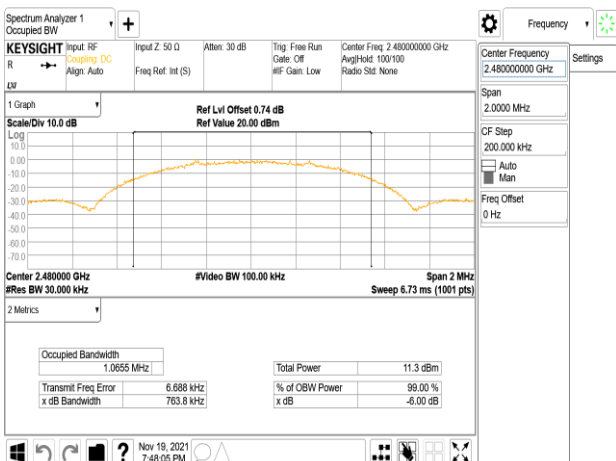 Spectrum Analyzer 1
Occupied BW
Frequency
KEYSIGHT
R
LXI
Input: RF
Coupling: DC
Align: Auto
Input Z: 50 Ω
Freq Ref: Int (S)
Atten: 30 dB
Trig: Free Run
Gate: Off
#IF Gain: Low
Center Freq: 2.480000000 GHz
Avg|Hold: 100/100
Radio Std: None
Center Frequency
2.480000000 GHz
Settings
Span
2.0000 MHz
CF Step
200.000 kHz
Auto
Man
Freq Offset
0 Hz
1 Graph
Scale/Div 10.0 dB
Ref Lvl Offset 0.74 dB
Ref Value 20.00 dBm
Log
10.0
0.00
-10.0
-20.0
-30.0
-40.0
-50.0
-60.0
-70.0
Center 2.480000 GHz
#Res BW 30.000 kHz
#Video BW 100.00 kHz
Span 2 MHz
Sweep 6.73 ms (1001 pts)
2 Metrics
Occupied Bandwidth
1.0655 MHz
Transmit Freq Error 6.688 kHz
x dB Bandwidth 763.8 kHz
Total Power 11.3 dBm
% of OBW Power 99.00 %
x dB -6.00 dB
?
Nov 19, 2021
7:48:05 PM